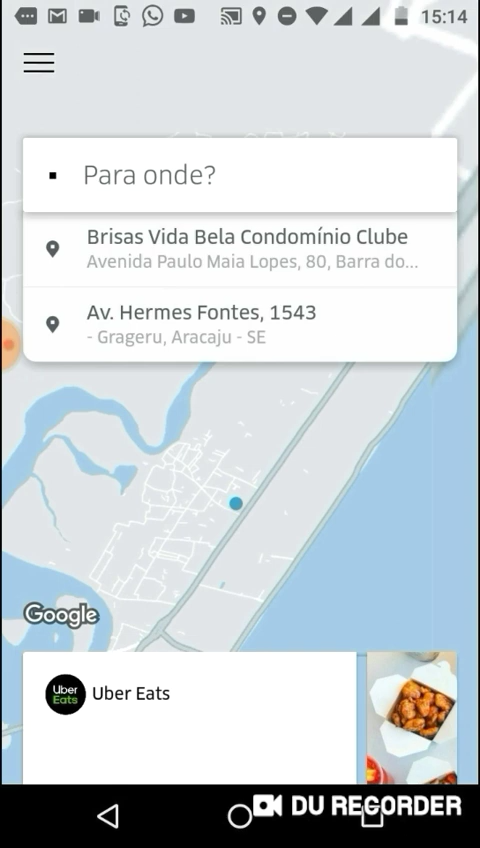 15:14
Para onde?
Brisas Vida Bela Condomínio Clube
Avenida Paulo Maia Lopes, 80, Barra do...
Av. Hermes Fontes, 1543
- Grageru, Aracaju - SE
Google
Uber Eats
Uber Eats
DU RECORDER